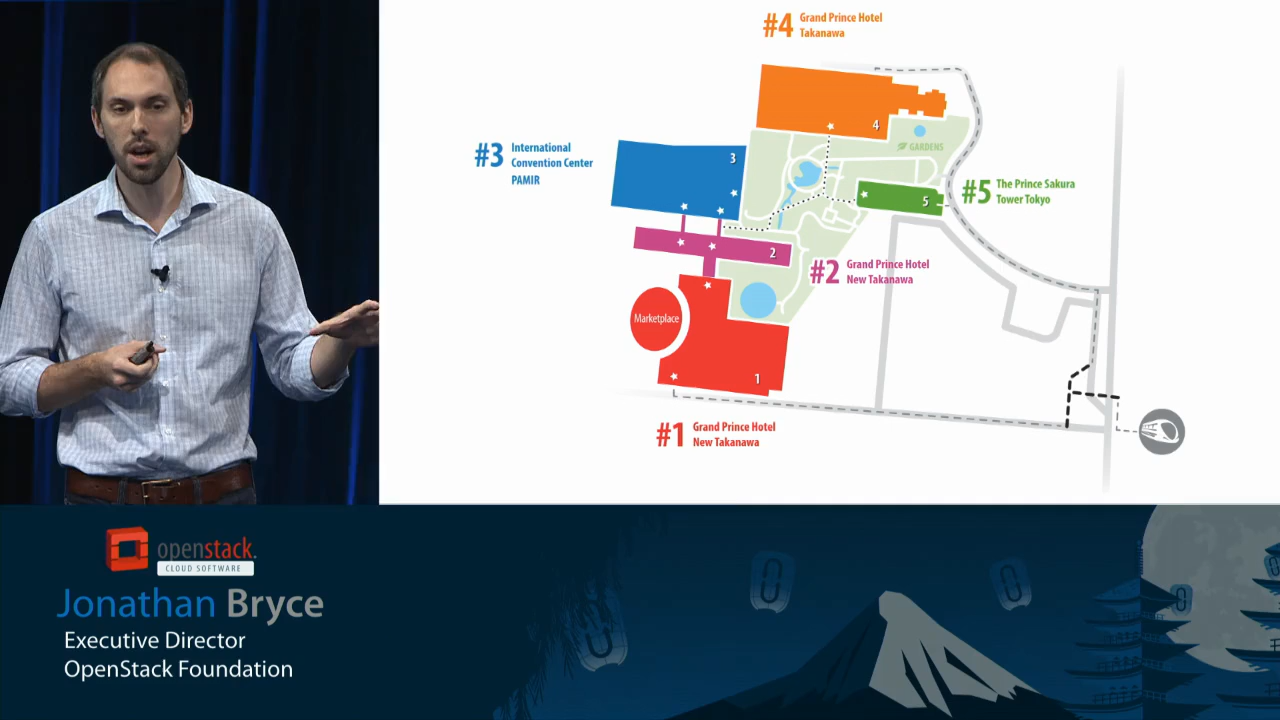 #4
Grand Prince Hotel
Takanawa
4
GARDENS
#3
International
Convention Center
PAMIR
3
#5
The Prince Sakura
Tower Tokyo
5
2
#2
Grand Prince Hotel
New Takanawa
Marketplace
1
#1
Grand Prince Hotel
New Takanawa
openstack.
CLOUD SOFTWARE
Jonathan Bryce
Executive Director
OpenStack Foundation